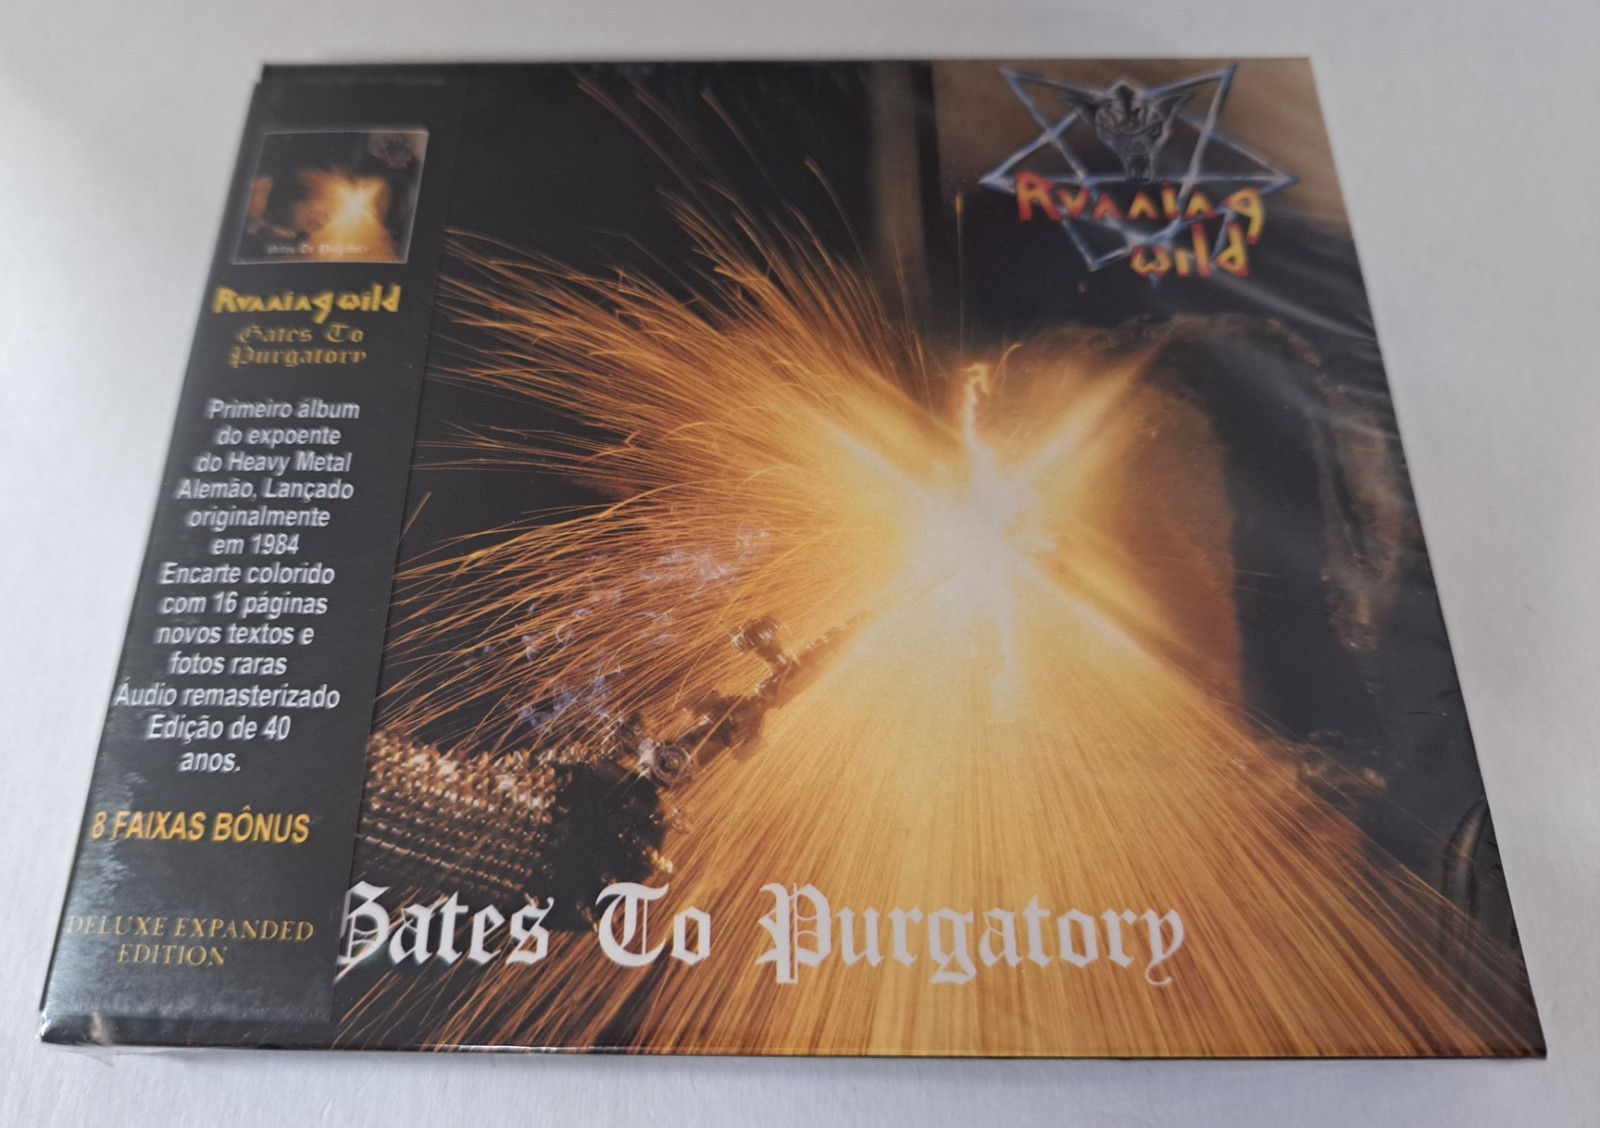 Running wild
Gates To
Purgatory
Primeiro álbum
do expoente
do Heavy Metal
Alemão, Lançado
originalmente
em 1984
Encarte colorido
com 16 páginas
novos textos e
fotos raras
Áudio remasterizado
Edição de 40
anos.
8 FAIXAS BÔNUS
DELUXE EXPANDED
EDITION
Running
wild
Gates To Purgatory